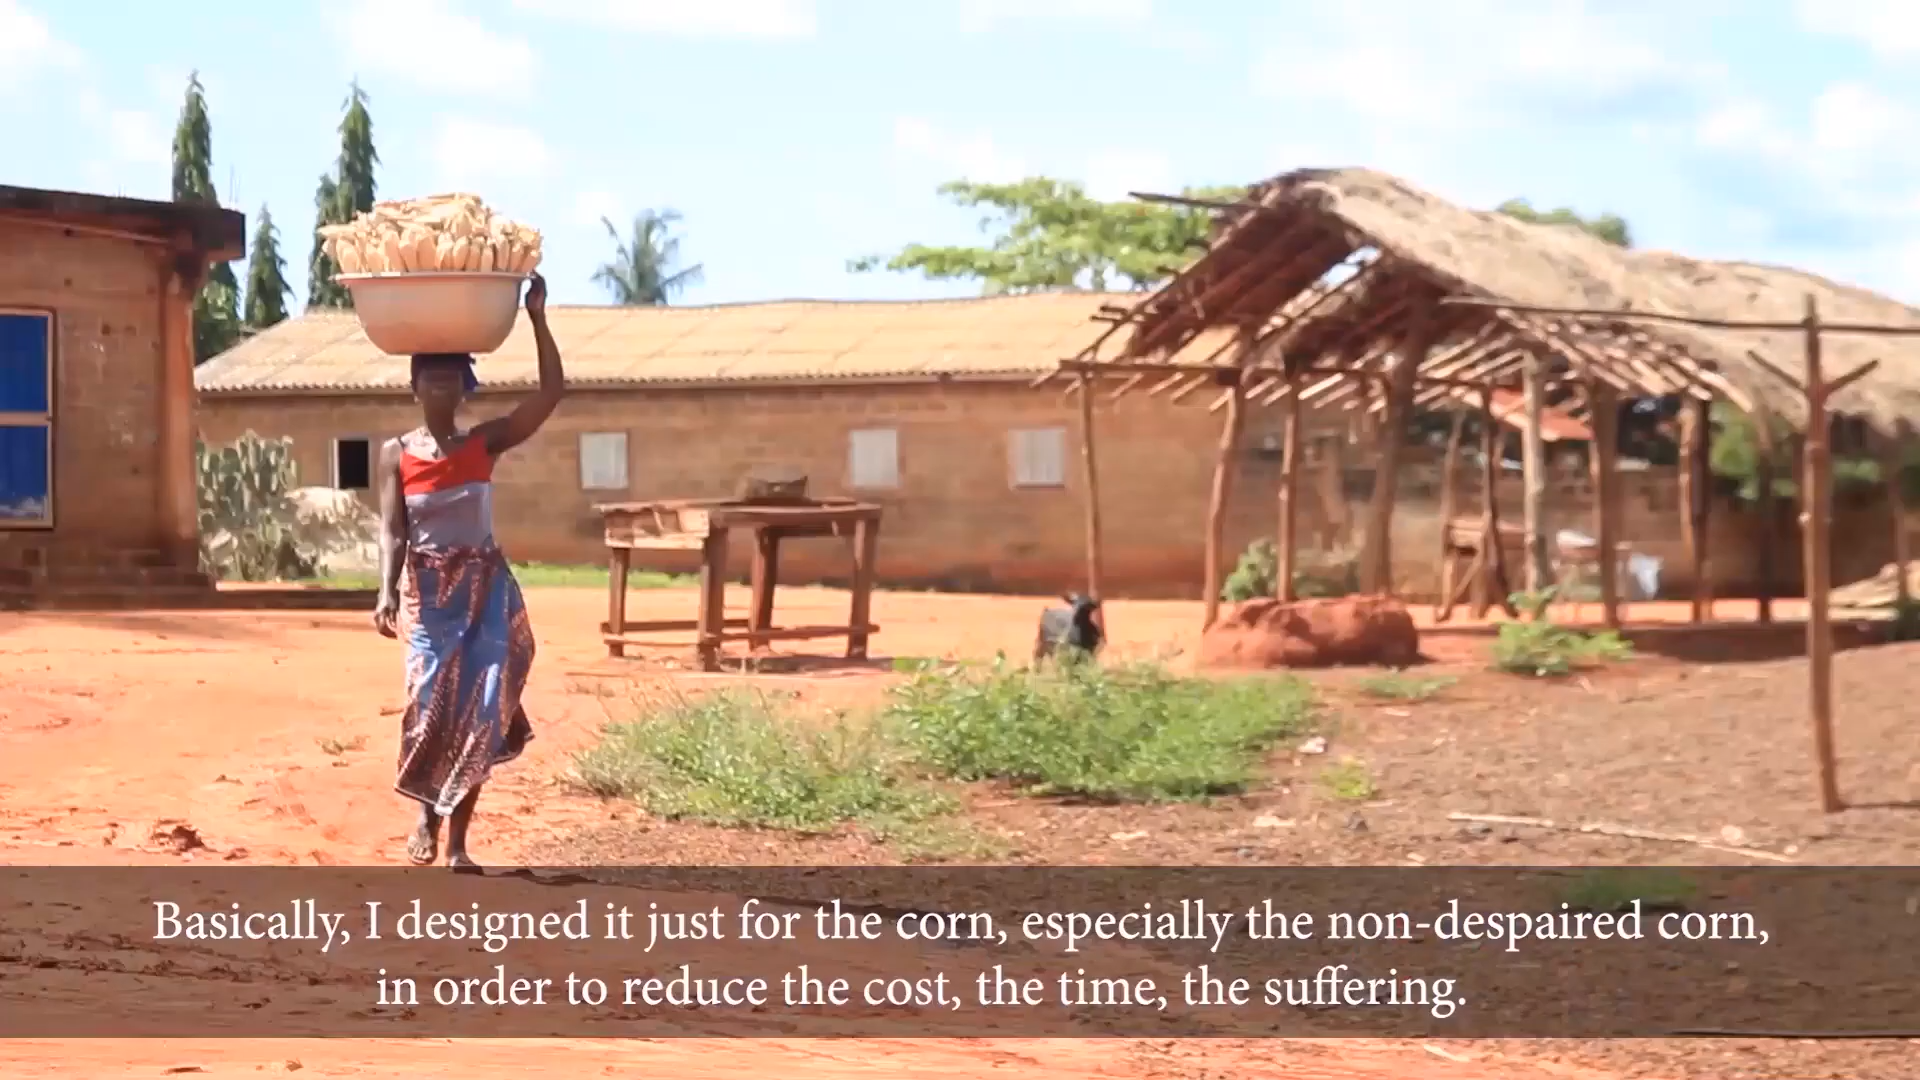 Basically, I designed it just for the corn, especially the non-despaired corn,
in order to reduce the cost, the time, the suffering.